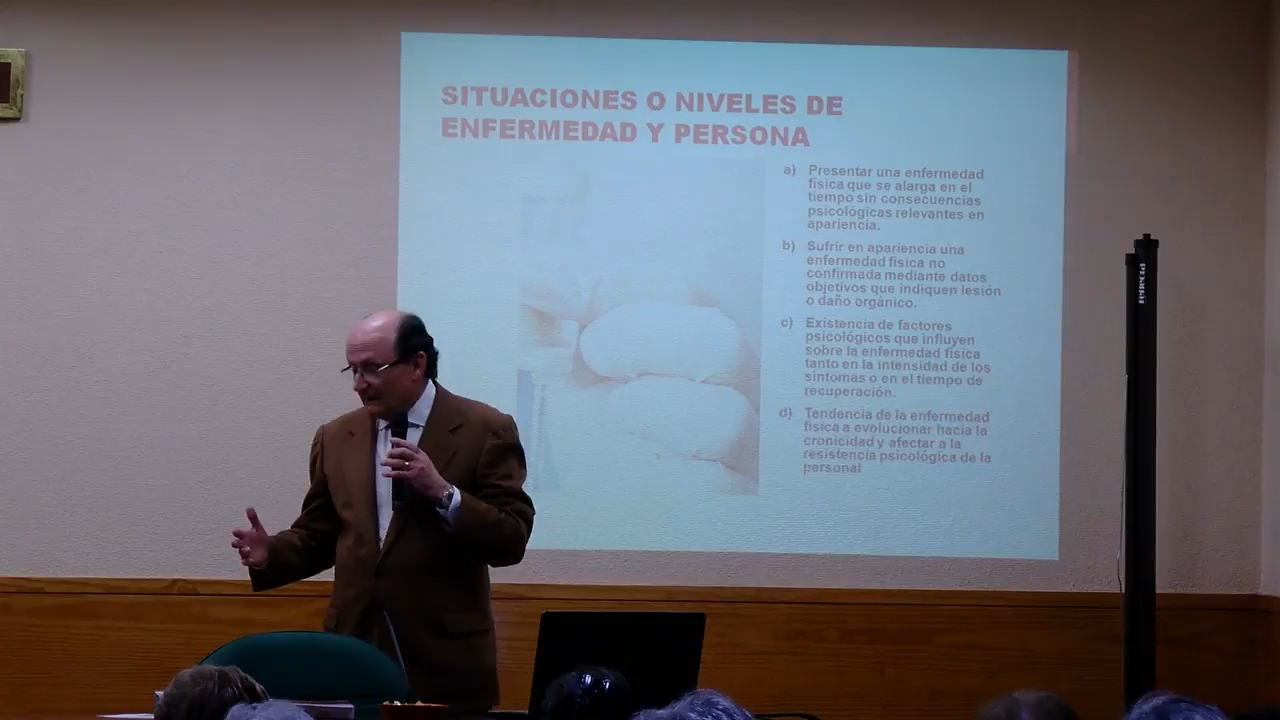 SITUACIONES O NIVELES DE
ENFERMEDAD Y PERSONA
a) Presentar una enfermedad
física que se alarga en el
tiempo sin consecuencias
psicológicas relevantes en
apariencia.
b) Sufrir en apariencia una
enfermedad física no
confirmada mediante datos
objetivos que indiquen lesión
o daño orgánico.
c) Existencia de factores
psicológicos que influyen
sobre la enfermedad física
tanto en la intensidad de los
síntomas o en el tiempo de
recuperación.
d) Tendencia de la enfermedad
física a evolucionar hacia la
cronicidad y afectar a la
resistencia psicológica de la
personal